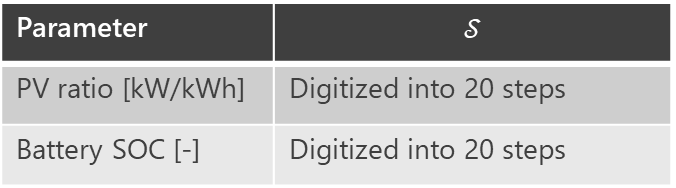 Parameter 𝒮
PV ratio [kW/kWh] Digitized into 20 steps
Battery SOC [-] Digitized into 20 steps